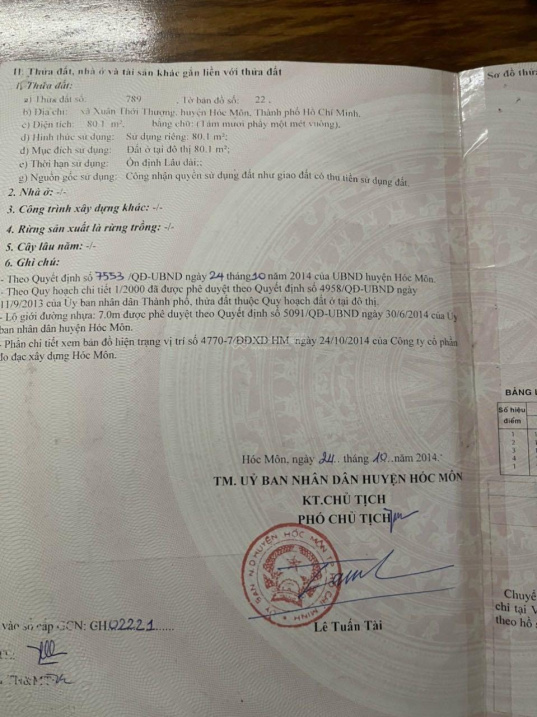 II. Thửa đất, nhà ở và tài sản khác gắn liền với thửa đất
Sơ đồ thửa
1. Thửa đất:
a) Thửa đất số: 789 , Tờ bản đồ số: 22 ,
b) Địa chỉ: xã Xuân Thới Thượng, huyện Hóc Môn, Thành phố Hồ Chí Minh,
c) Diện tích: 80.1 m², bằng chữ: (Tám mươi phẩy một mét vuông),
d) Hình thức sử dụng: Sử dụng riêng: 80.1 m²;
đ) Mục đích sử dụng: Đất ở tại đô thị 80.1 m²;
e) Thời hạn sử dụng: Ổn định Lâu dài.;
g) Nguồn gốc sử dụng: Công nhận quyền sử dụng đất như giao đất có thu tiền sử dụng đất.
2. Nhà ở: -/-
3. Công trình xây dựng khác: -/-
4. Rừng sản xuất là rừng trồng: -/-
5. Cây lâu năm: -/-
6. Ghi chú:
- Theo Quyết định số 7553 /QĐ-UBND ngày 24 tháng 10 năm 2014 của UBND huyện Hóc Môn.
- Theo Quy hoạch chi tiết 1/2000 đã được phê duyệt theo Quyết định số 4958/QĐ-UBND ngày
11/9/2013 của Ủy ban nhân dân Thành phố, thửa đất thuộc Quy hoạch đất ở tại đô thị.
- Lộ giới đường nhựa: 7.0m được phê duyệt theo Quyết định số 5091/QĐ-UBND ngày 30/6/2014 của Uỷ
ban nhân dân huyện Hóc Môn.
- Phần chi tiết xem bản đồ hiện trạng vị trí số 4770-7/ĐĐXD HM, ngày 24/10/2014 của Công ty cổ phần
đo đạc xây dựng Hóc Môn.
BẢNG L
Số hiệu
điểm
1
2
3
4
1
Hóc Môn, ngày 24 . tháng .10..năm 2014.
TM. UỶ BAN NHÂN DÂN HUYỆN HÓC MÔN
KT.CHỦ TỊCH
PHÓ CHỦ TỊCH
Lê Tuấn Tài
Chuyể
chi tại V
theo hồ s
vào sổ cấp GCN: CH.02221......